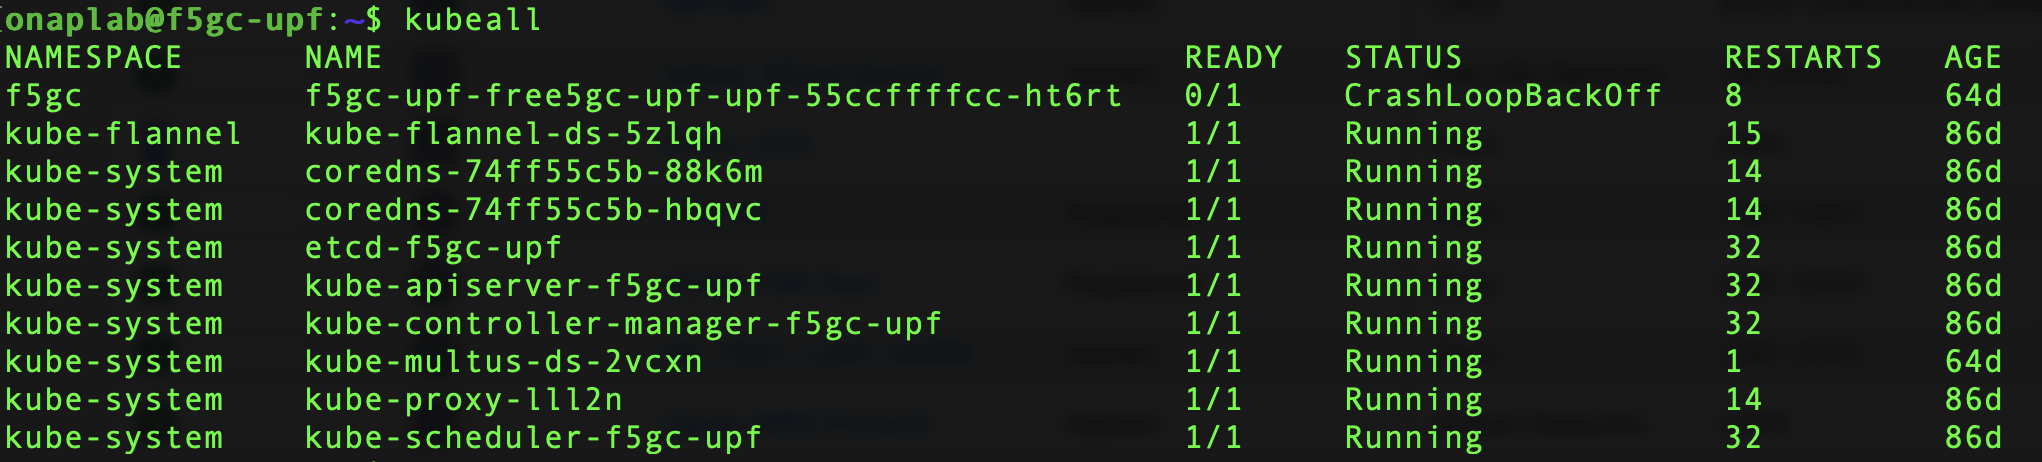 onaplab@f5gc-upf:~$ kubeall
NAMESPACE NAME READY STATUS RESTARTS AGE
f5gc f5gc-upf-free5gc-upf-upf-55ccffffcc-ht6rt 0/1 CrashLoopBackOff 8 64d
kube-flannel kube-flannel-ds-5zlqh 1/1 Running 15 86d
kube-system coredns-74ff55c5b-88k6m 1/1 Running 14 86d
kube-system coredns-74ff55c5b-hbqvc 1/1 Running 14 86d
kube-system etcd-f5gc-upf 1/1 Running 32 86d
kube-system kube-apiserver-f5gc-upf 1/1 Running 32 86d
kube-system kube-controller-manager-f5gc-upf 1/1 Running 32 86d
kube-system kube-multus-ds-2vcxn 1/1 Running 1 64d
kube-system kube-proxy-lll2n 1/1 Running 14 86d
kube-system kube-scheduler-f5gc-upf 1/1 Running 32 86d